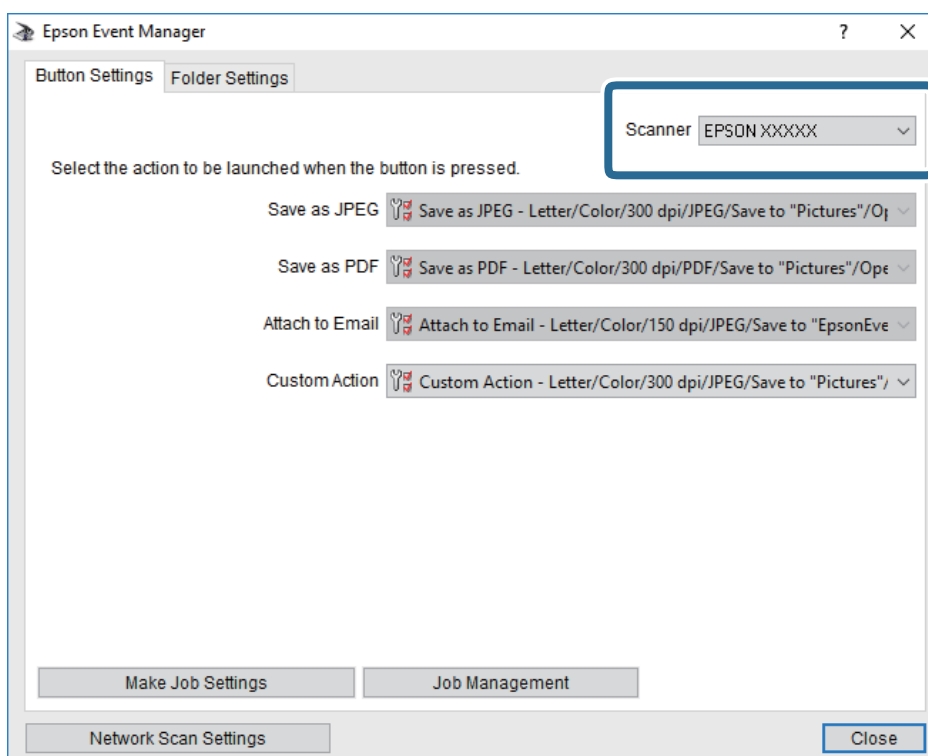 Epson Event Manager
Button Settings Folder Settings
Scanner EPSON XXXXX
Select the action to be launched when the button is pressed.
Save as JPEG Save as JPEG - Letter/Color/300 dpi/JPEG/Save to "Pictures"/Op
Save as PDF Save as PDF - Letter/Color/300 dpi/PDF/Save to "Pictures"/Ope
Attach to Email Attach to Email - Letter/Color/150 dpi/JPEG/Save to "EpsonEve
Custom Action Custom Action - Letter/Color/300 dpi/JPEG/Save to "Pictures"/
Make Job Settings Job Management
Network Scan Settings Close